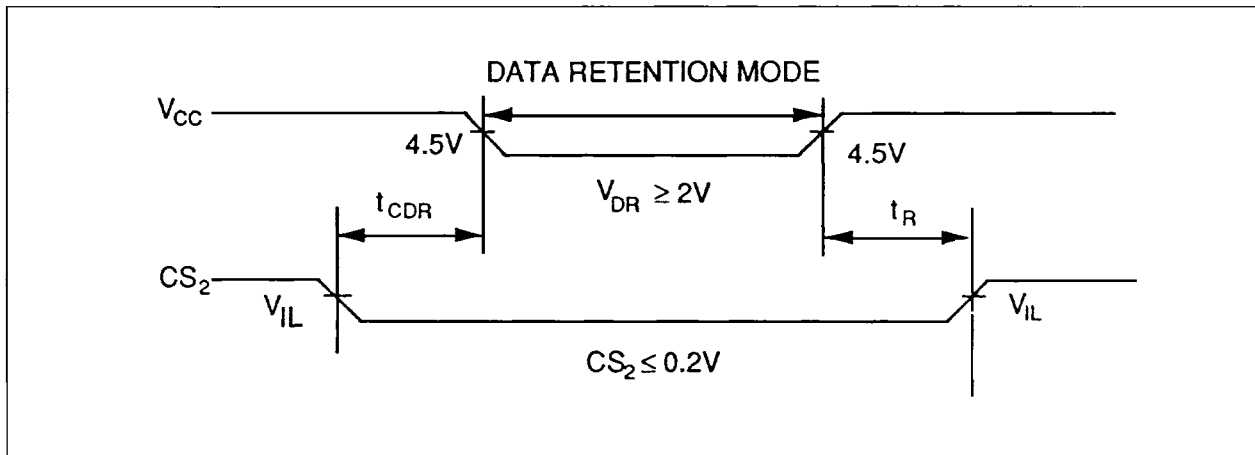 DATA RETENTION MODE
VCC
4.5V
4.5V
VDR ≥ 2V
tCDR
tR
CS2
VIL
VIL
CS2 ≤ 0.2V